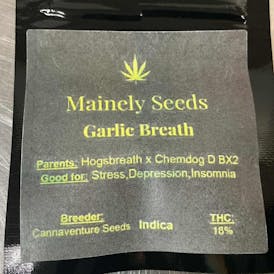 Mainely Seeds
Garlic Breath
Parents: Hogsbreath x Chemdog D BX2
Good for: Stress,Depression,Insomnia
Breeder: THC:
Cannaventure Seeds Indica 18%